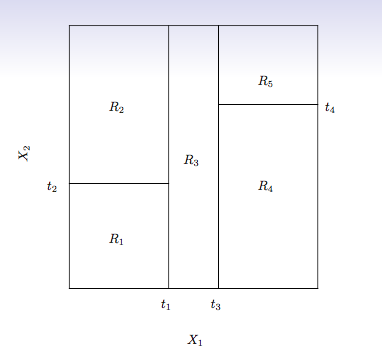 R₅
R₂
t₄
X₂
R₃
t₂
R₄
R₁
t₁ t₃
X₁